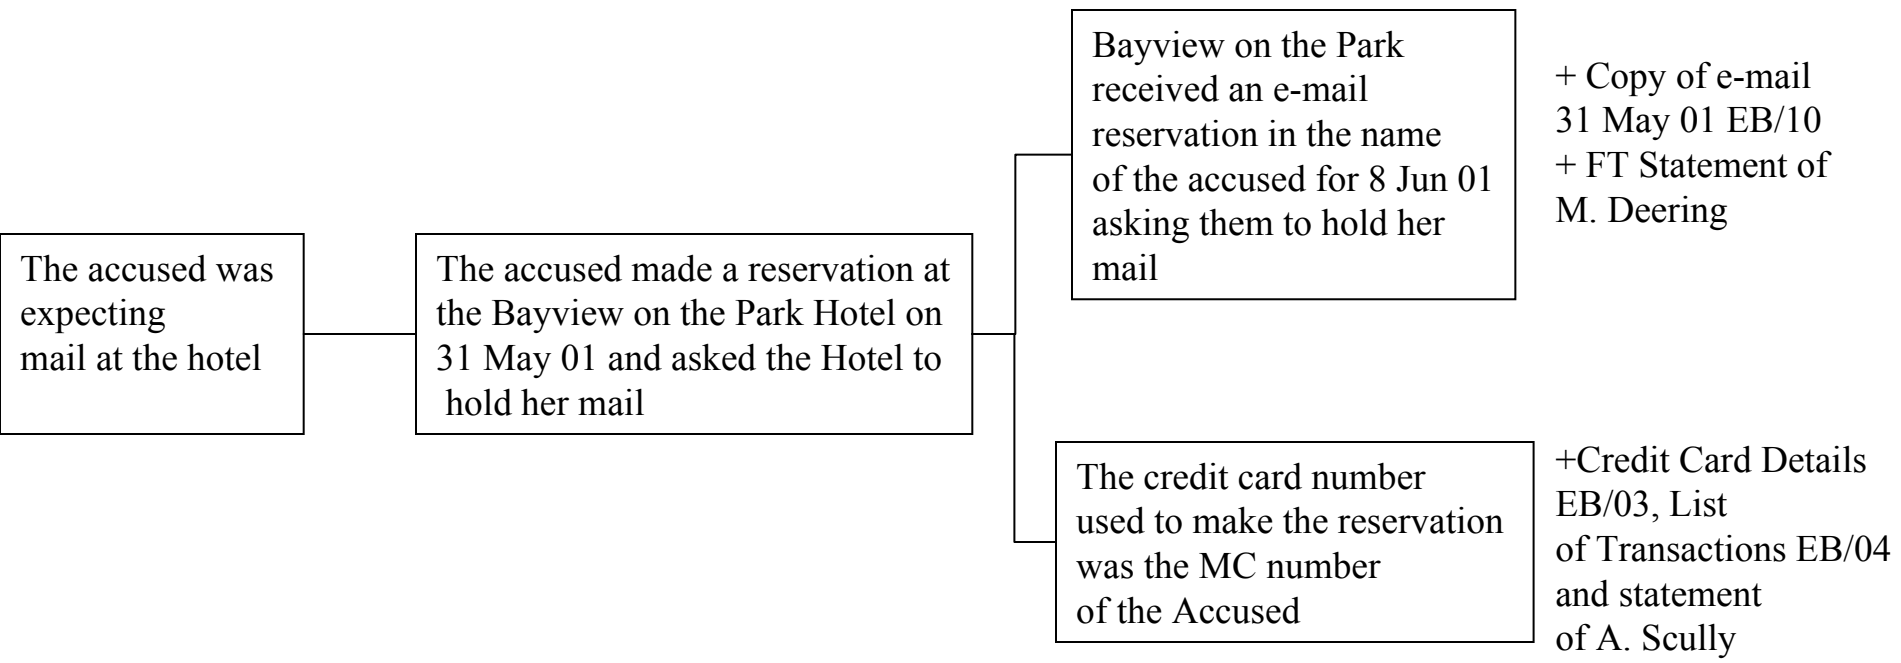 The accused was
expecting
mail at the hotel
The accused made a reservation at
the Bayview on the Park Hotel on
31 May 01 and asked the Hotel to
hold her mail
Bayview on the Park
received an e-mail
reservation in the name
of the accused for 8 Jun 01
asking them to hold her
mail
+ Copy of e-mail
31 May 01 EB/10
+ FT Statement of
M. Deering
The credit card number
used to make the reservation
was the MC number
of the Accused
+Credit Card Details
EB/03, List
of Transactions EB/04
and statement
of A. Scully